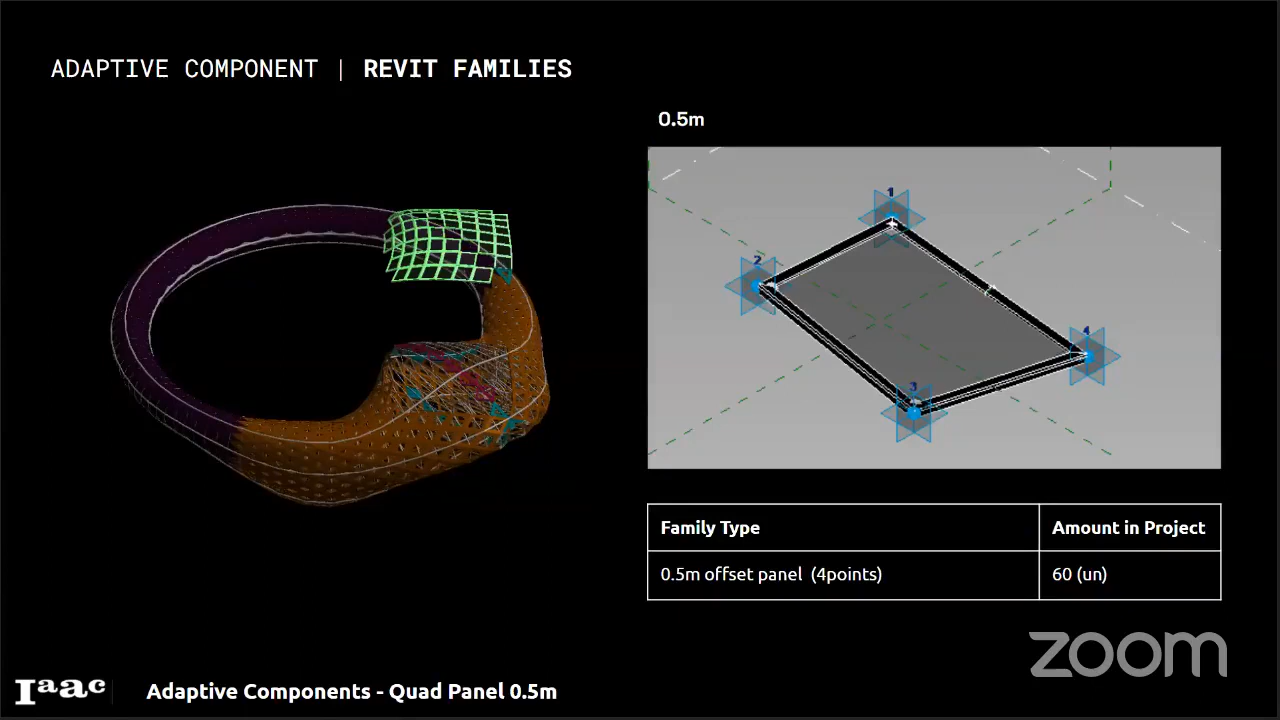 ADAPTIVE COMPONENT | REVIT FAMILIES
0.5m
1
2
4
3
Family Type Amount in Project
0.5m offset panel (4points) 60 (un)
zoom
Iaac
Adaptive Components - Quad Panel 0.5m